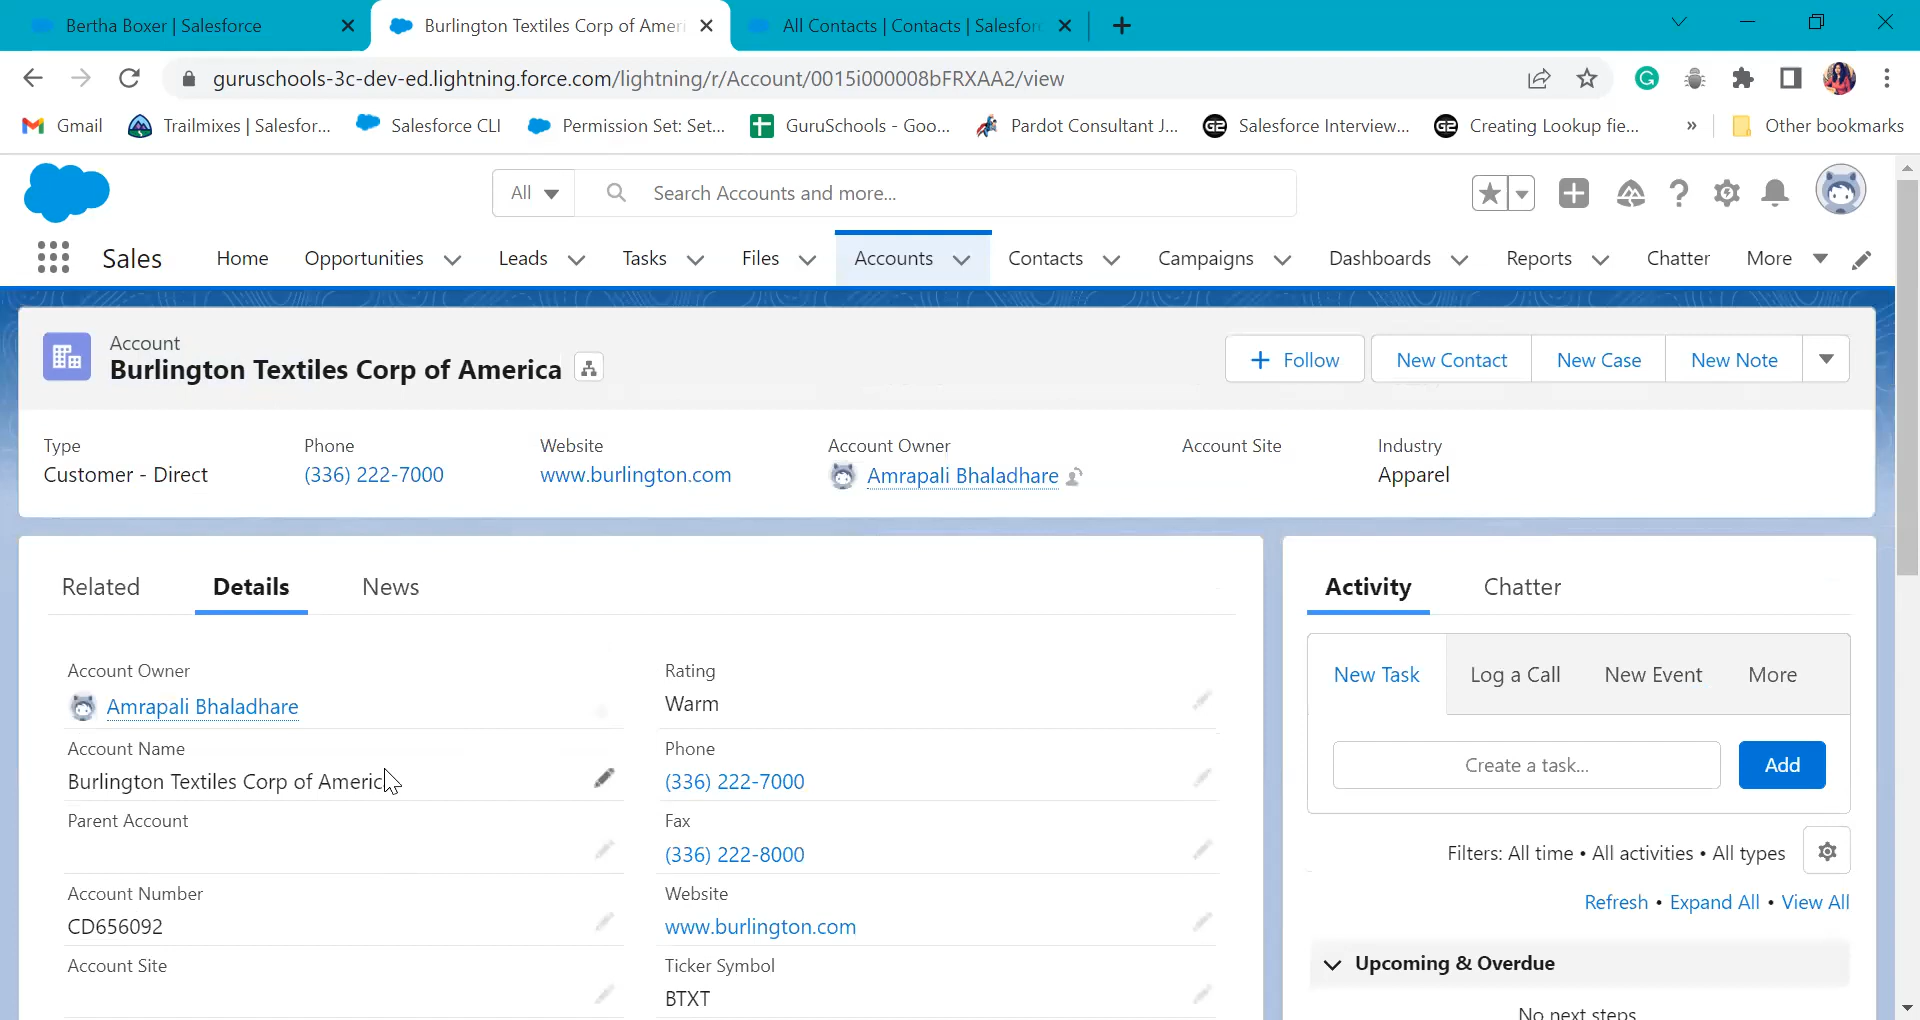 Bertha Boxer | Salesforce
Burlington Textiles Corp of Ameri
All Contacts | Contacts | Salesfor
guruschools-3c-dev-ed.lightning.force.com/lightning/r/Account/0015i000008bFRXAA2/view
Gmail
Trailmixes | Salesfor...
Salesforce CLI
Permission Set: Set...
GuruSchools - Goo...
Pardot Consultant J...
Salesforce Interview...
Creating Lookup fie...
»
Other bookmarks
All
Search Accounts and more...
Sales
Home
Opportunities
Leads
Tasks
Files
Accounts
Contacts
Campaigns
Dashboards
Reports
Chatter
More
Account
Burlington Textiles Corp of America
+ Follow
New Contact
New Case
New Note
Type
Customer - Direct
Phone
(336) 222-7000
Website
www.burlington.com
Account Owner
Amrapali Bhaladhare
Account Site
Industry
Apparel
Related
Details
News
Account Owner
Amrapali Bhaladhare
Account Name
Burlington Textiles Corp of Americ
Parent Account
Account Number
CD656092
Account Site
Rating
Warm
Phone
(336) 222-7000
Fax
(336) 222-8000
Website
www.burlington.com
Ticker Symbol
BTXT
Activity
Chatter
New Task
Log a Call
New Event
More
Create a task...
Add
Filters: All time • All activities • All types
Refresh • Expand All • View All
Upcoming & Overdue
No next steps